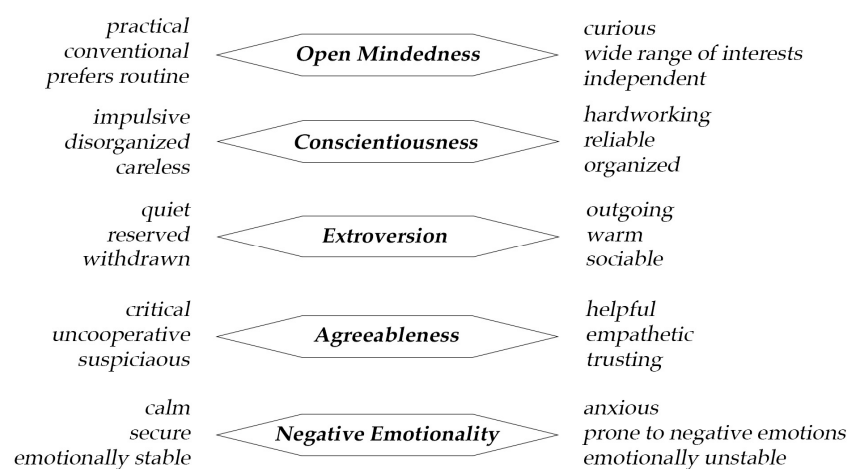 practical
conventional
prefers routine
Open Mindedness
curious
wide range of interests
independent
impulsive
disorganized
careless
Conscientiousness
hardworking
reliable
organized
quiet
reserved
withdrawn
Extroversion
outgoing
warm
sociable
critical
uncooperative
suspiciaous
Agreeableness
helpful
empathetic
trusting
calm
secure
emotionally stable
Negative Emotionality
anxious
prone to negative emotions
emotionally unstable